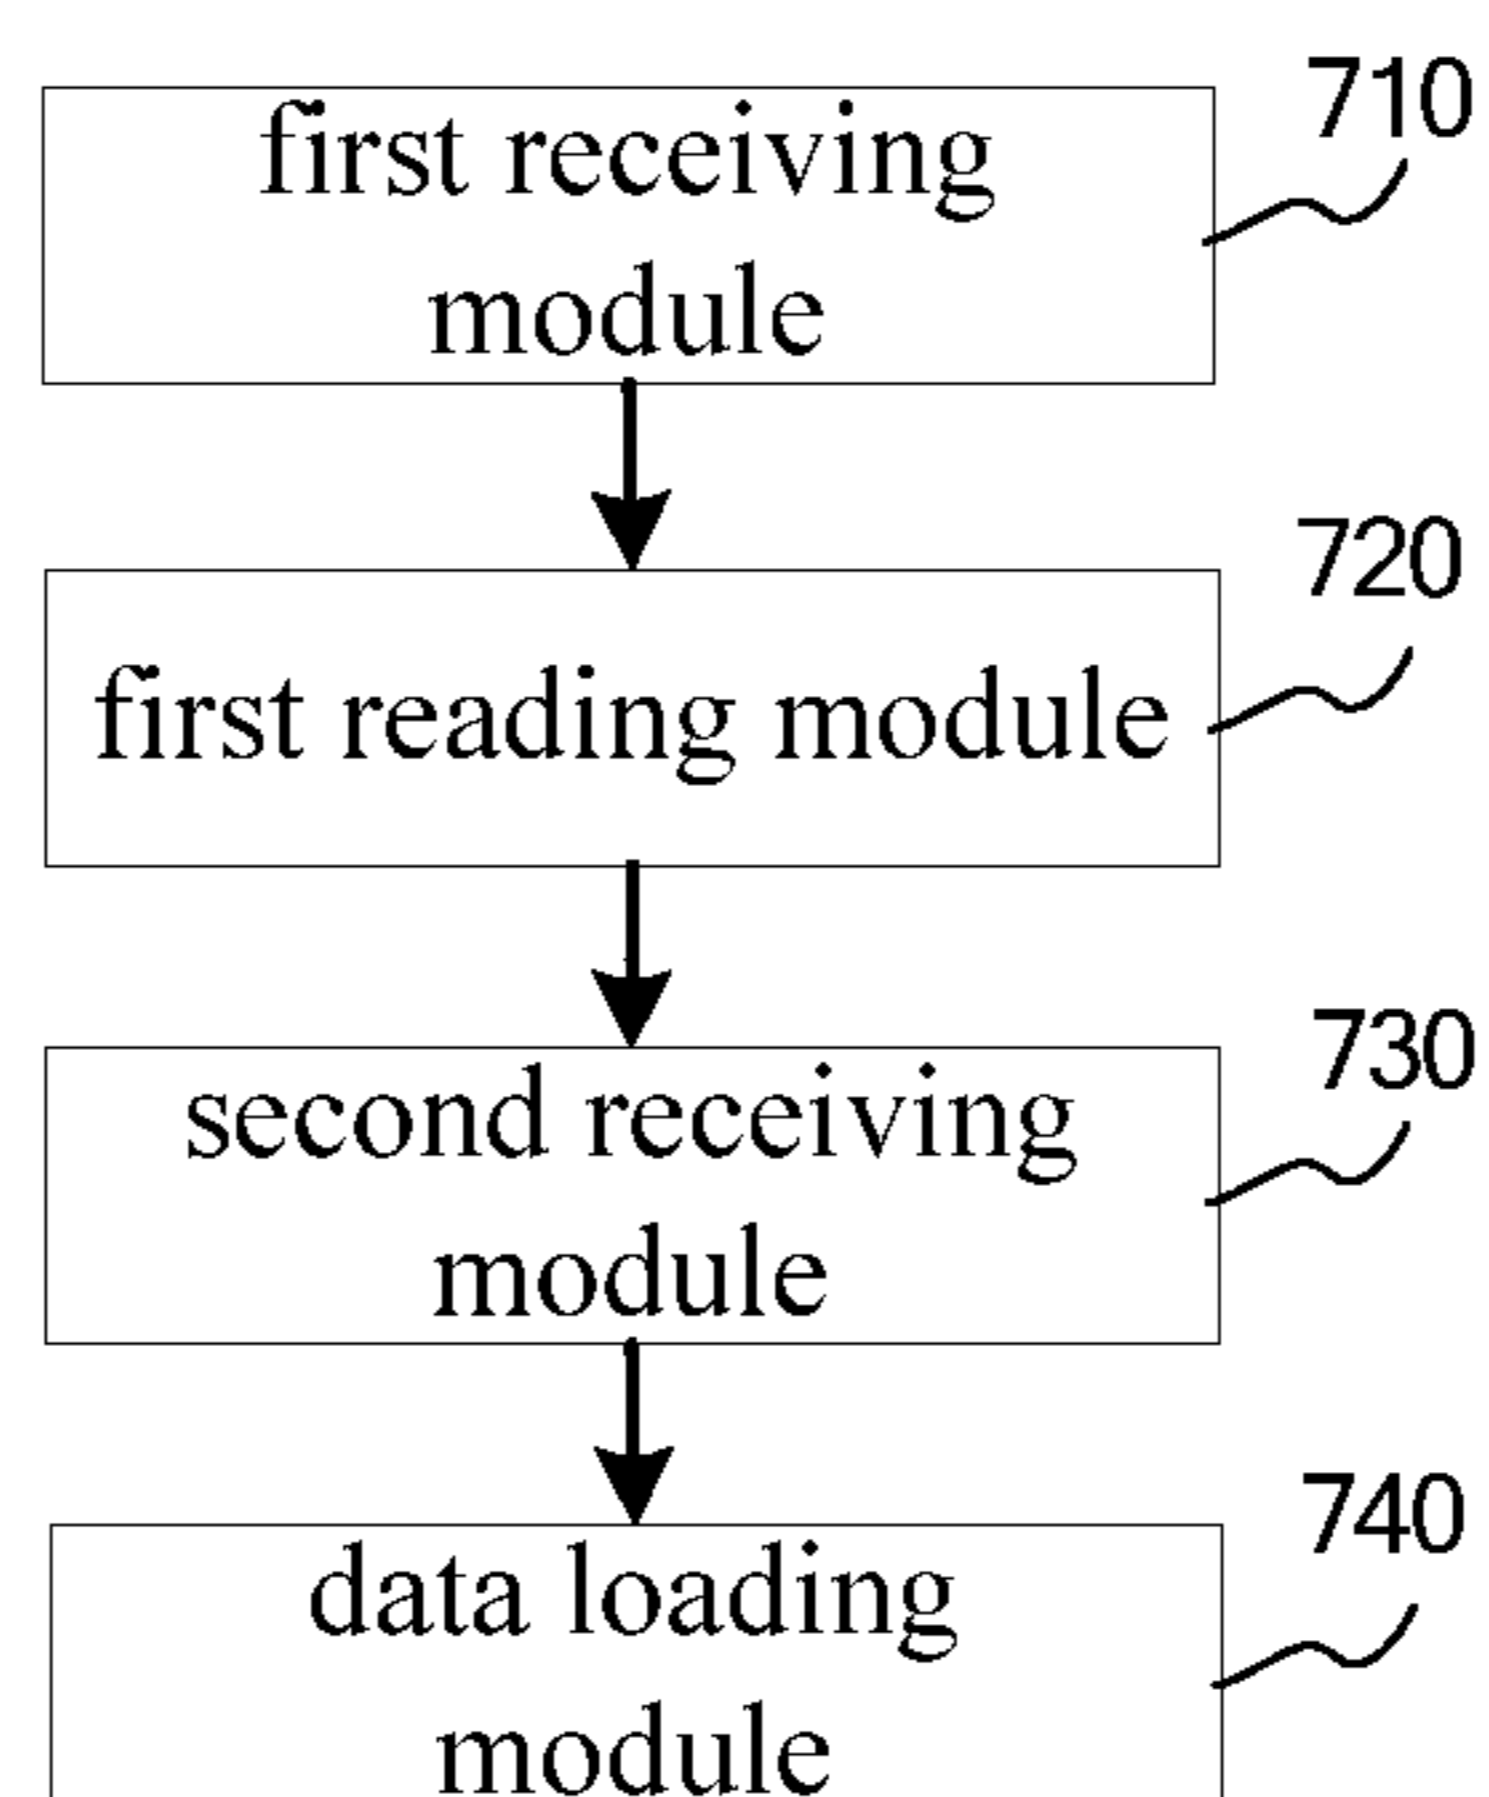 710
first receiving
module
720
first reading module
730
second receiving
module
740
data loading
module